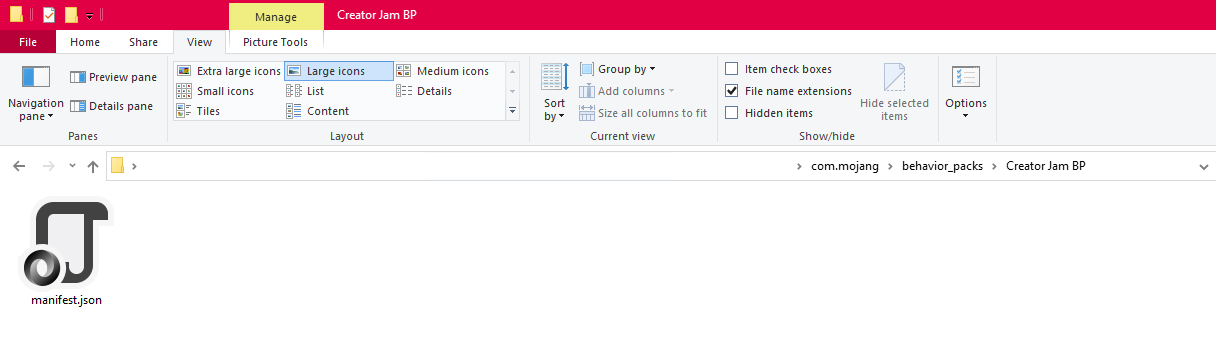 Manage
Creator Jam BP
File
Home
Share
View
Picture Tools
Navigation pane
Preview pane
Details pane
Panes
Extra large icons
Large icons
Medium icons
Small icons
List
Details
Tiles
Content
Layout
Sort by
Group by
Add columns
Size all columns to fit
Current view
Item check boxes
File name extensions
Hidden items
Hide selected items
Show/hide
Options
com.mojang
behavior_packs
Creator Jam BP
manifest.json